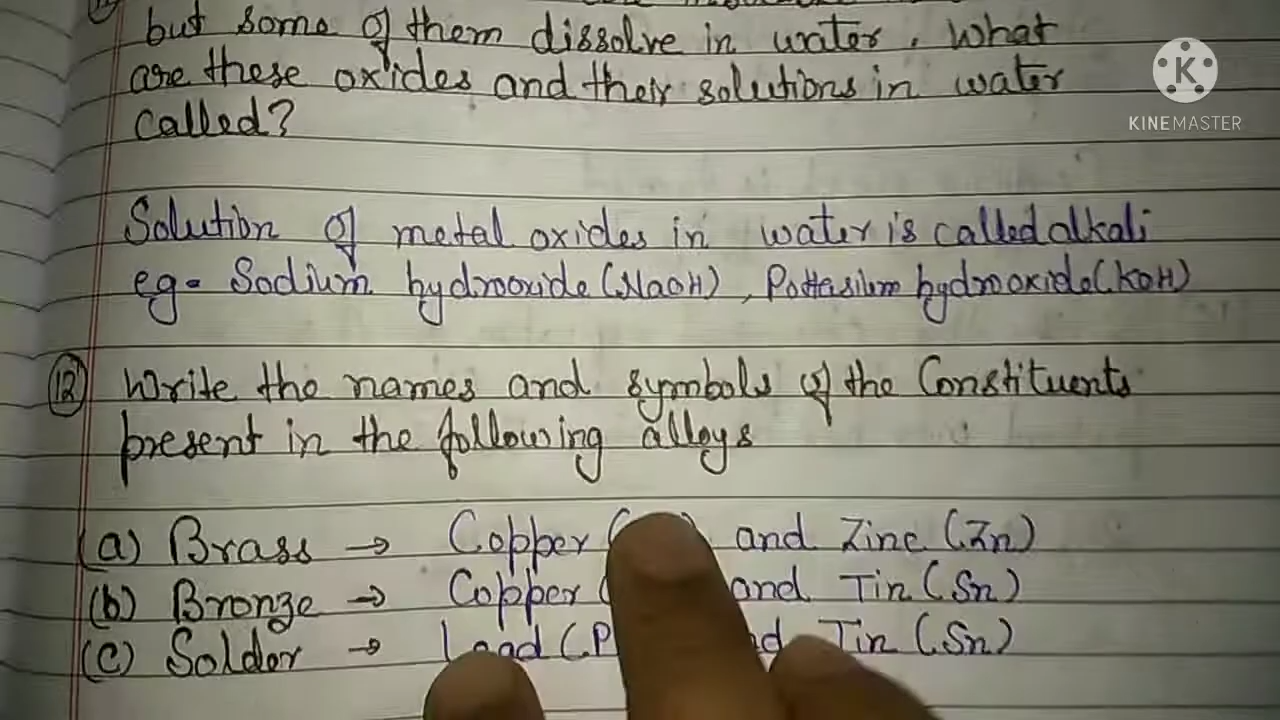 but some of them dissolve in water. What
are these oxides and their solutions in water
called?
K
KINEMASTER
Solution of metal oxides in water is called alkali
eg- Sodium hydrooxide (NaOH), Pottasium hydrooxide (KOH)
12 Write the names and symbols of the Constituents
present in the following alloys
(a) Brass → Copper ( ) and Zinc (Zn)
(b) Bronze → Copper ( and Tin (Sn)
(c) Solder → Lead (P d Tin (Sn)